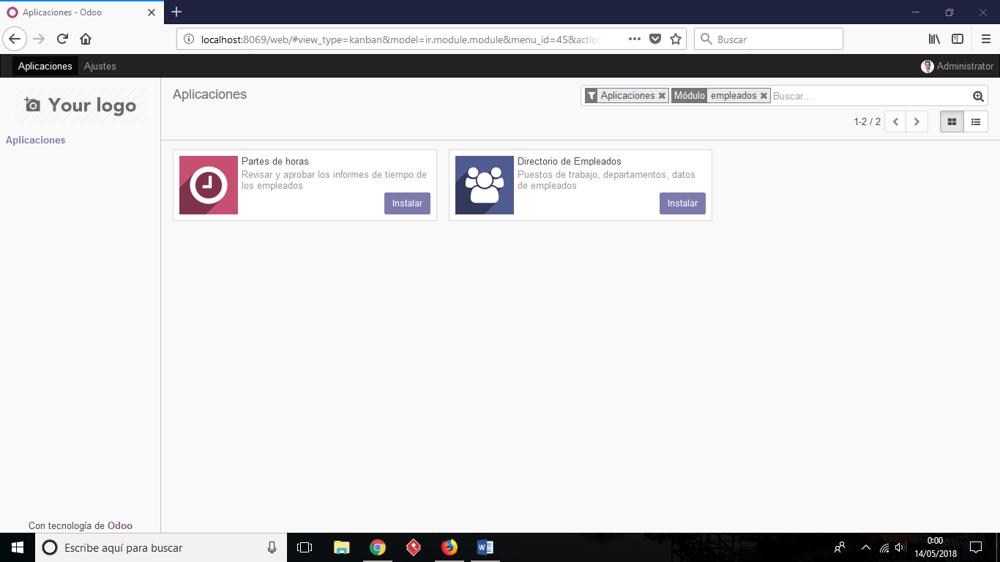 Aplicaciones - Odoo
localhost:8069/web/#view_type=kanban&model=ir.module.module&menu_id=45&action
Buscar
Aplicaciones Ajustes
Administrator
Your logo
Aplicaciones
Aplicaciones
Aplicaciones Módulo empleados Buscar...
1-2 / 2
Partes de horas
Revisar y aprobar los informes de tiempo de
los empleados
Instalar
Directorio de Empleados
Puestos de trabajo, departamentos, datos
de empleados
Instalar
Con tecnología de Odoo
Escribe aquí para buscar
0:00
14/05/2018